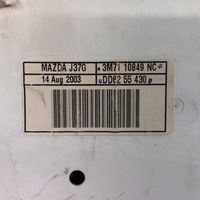 MAZDA J37G 3M71 10849 NC
14 Aug 2003 DD62 55 430